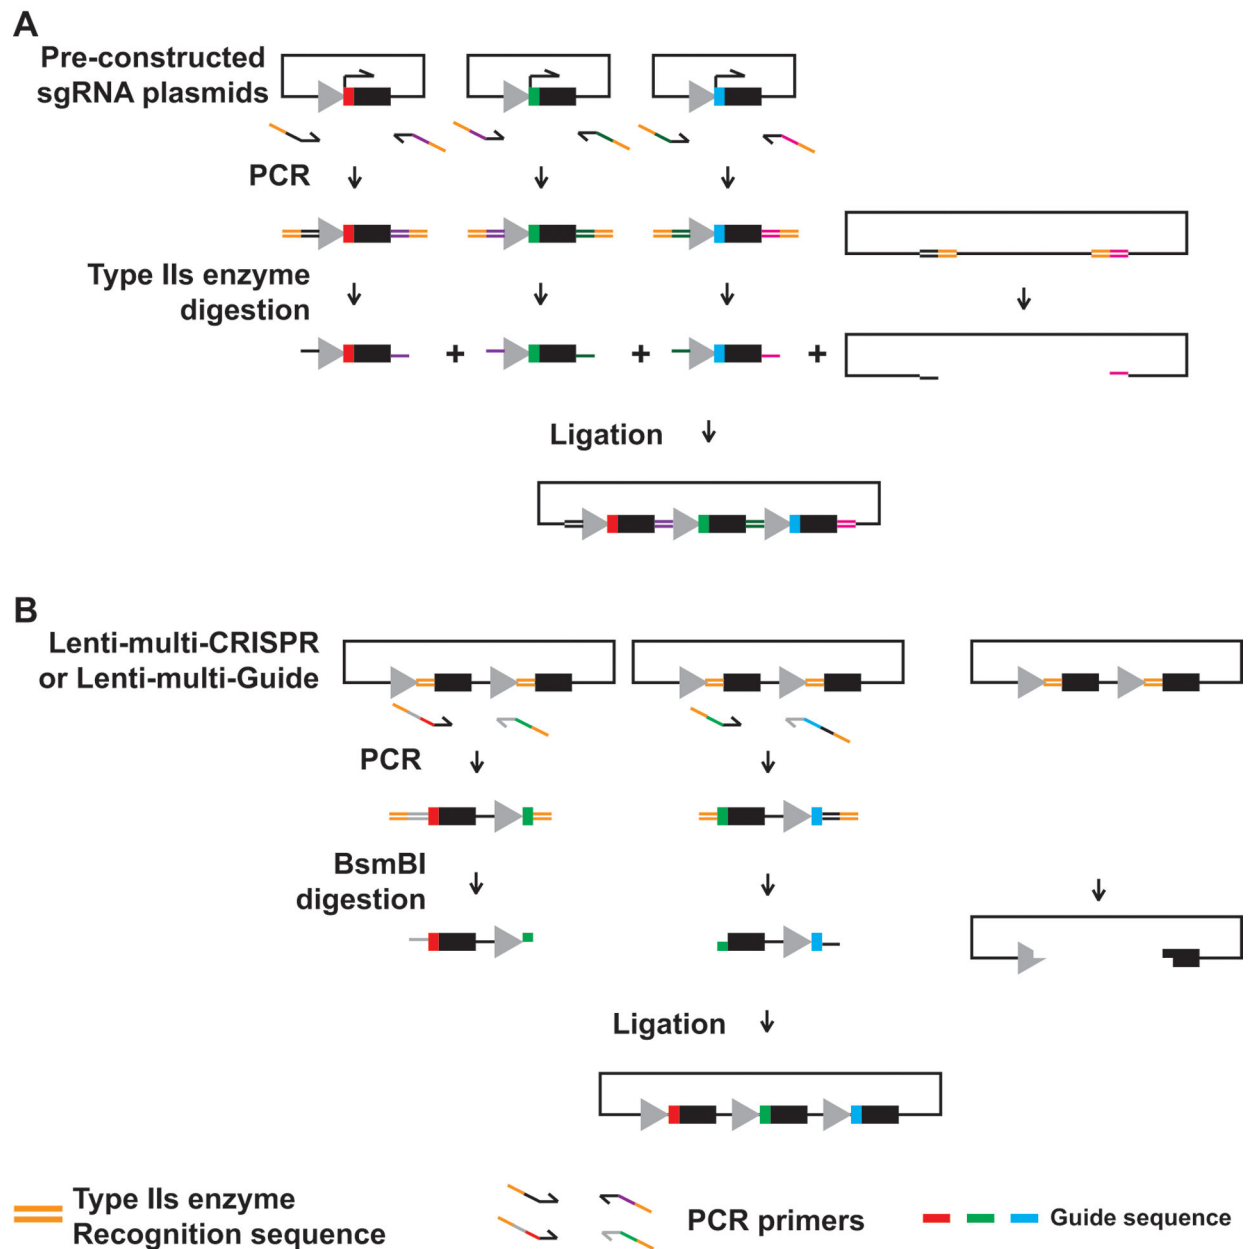 A
Pre-constructed
sgRNA plasmids
PCR
Type IIs enzyme
digestion
+ + +
Ligation
B
Lenti-multi-CRISPR
or Lenti-multi-Guide
PCR
BsmBI
digestion
Ligation
Type IIs enzyme
Recognition sequence
PCR primers
Guide sequence